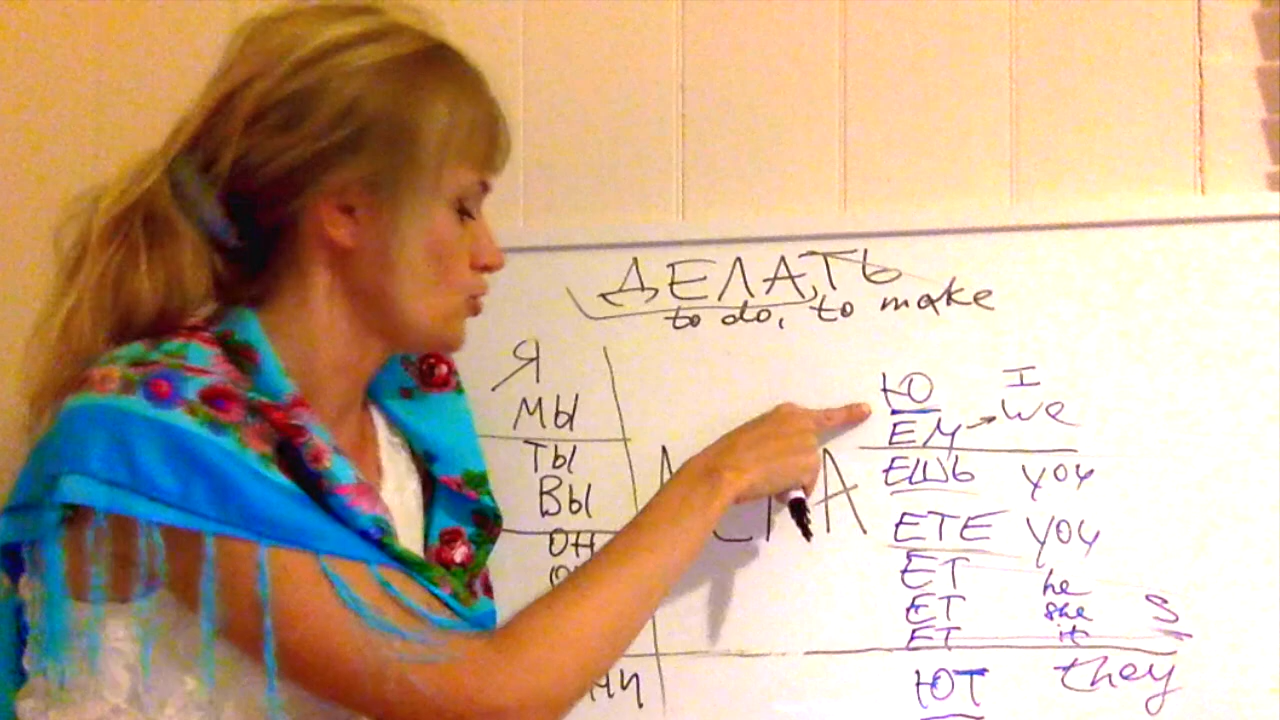 ДЕЛАТЬ
to do, to make
Я Ю I
МЫ ЕМ → We
ТЫ ЕШЬ you
ВЫ ЕТЕ you
ОН ЕТ he
ЕТ she S
ЕТ it
ЮТ they